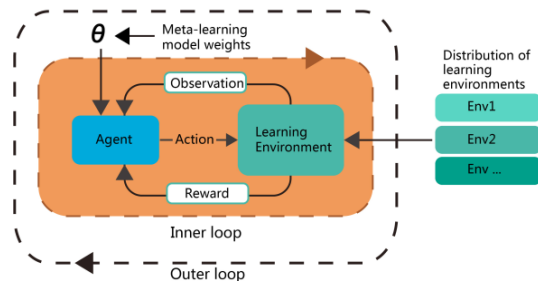 θ
Meta-learning
model weights
Distribution of
learning
environments
Observation
Env1
Agent
Action
Learning
Environment
Env2
Env ...
Reward
Inner loop
Outer loop